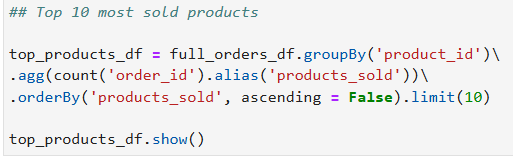 ## Top 10 most sold products
top_products_df = full_orders_df.groupBy('product_id')\
.agg(count('order_id').alias('products_sold'))\
.orderBy('products_sold', ascending = False).limit(10)
top_products_df.show()